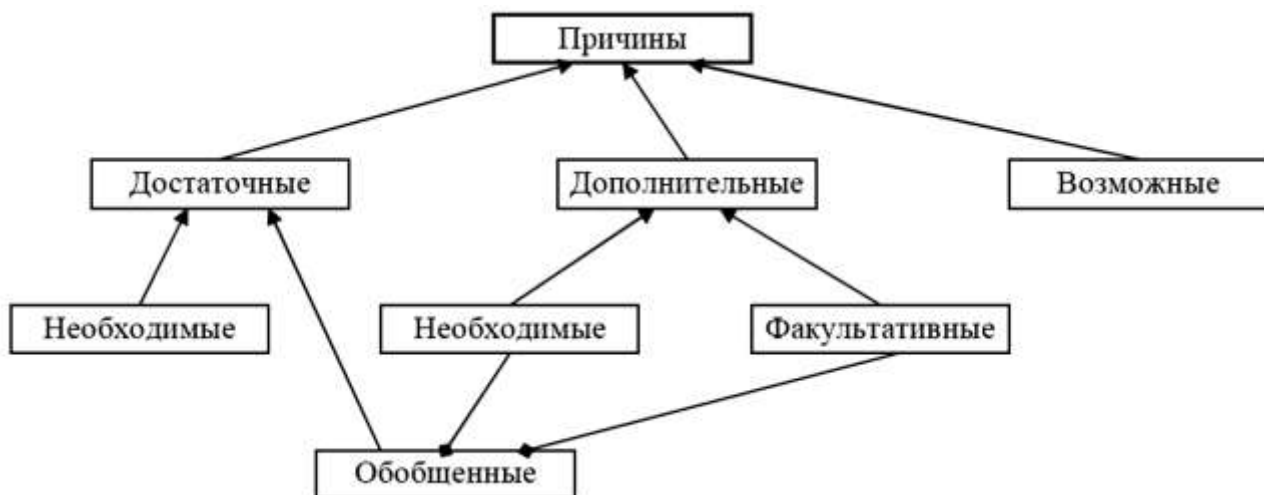 Причины
Достаточные
Дополнительные
Возможные
Необходимые
Необходимые
Факультативные
Обобщенные